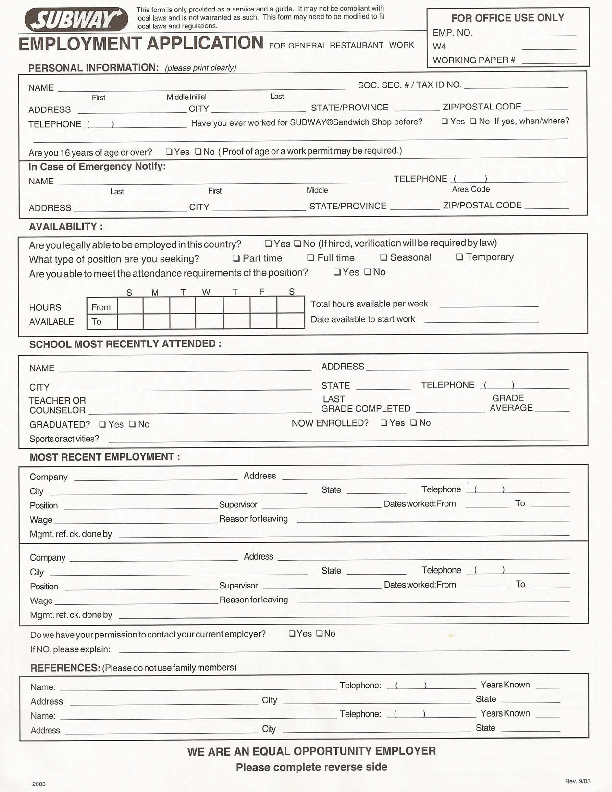 SUBWAY
This form is only provided as a service and a guide. It may not be compliant with
local laws and is not warranted as such. This form may need to be modified to fit
local laws and regulations.
FOR OFFICE USE ONLY
EMP. NO.
W4
WORKING PAPER #
EMPLOYMENT APPLICATION FOR GENERAL RESTAURANT WORK
PERSONAL INFORMATION: (please print clearly)
NAME SOC. SEC. # / TAX ID NO.
First Middle Initial Last
ADDRESS CITY STATE/PROVINCE ZIP/POSTAL CODE
TELEPHONE ( ) Have you ever worked for SUBWAY®Sandwich Shop before? ❑ Yes ❑ No If yes, when/where?
Are you 16 years of age or over? ❑ Yes ❑ No ( Proof of age or a work permit may be required.)
In Case of Emergency Notify:
NAME TELEPHONE ( )
Last First Middle Area Code
ADDRESS CITY STATE/PROVINCE ZIP/POSTAL CODE
AVAILABILITY :
Are you legally able to be employed in this country? ❑ Yes ❑ No (If hired, verification will be required by law)
What type of position are you seeking? ❑ Part time ❑ Full time ❑ Seasonal ❑ Temporary
Are you able to meet the attendance requirements of the position? ❑ Yes ❑ No
S M T W T F S
HOURS From Total hours available per week
AVAILABLE To Date available to start work
SCHOOL MOST RECENTLY ATTENDED :
NAME ADDRESS
CITY STATE TELEPHONE ( )
TEACHER OR LAST GRADE
COUNSELOR GRADE COMPLETED AVERAGE
GRADUATED? ❑ Yes ❑ No NOW ENROLLED? ❑ Yes ❑ No
Sports or activities?
MOST RECENT EMPLOYMENT :
Company Address
City State Telephone ( )
Position Supervisor Dates worked: From To
Wage Reason for leaving
Mgmt. ref. ck. done by
Company Address
City State Telephone ( )
Position Supervisor Dates worked: From To
Wage Reason for leaving
Mgmt. ref. ck. done by
Do we have your permission to contact your current employer? ❑ Yes ❑ No
If NO, please explain:
REFERENCES: (Please do not use family members)
Name: Telephone: ( ) Years Known
Address City State
Name: Telephone: ( ) Years Known
Address City State
WE ARE AN EQUAL OPPORTUNITY EMPLOYER
Please complete reverse side
Rev. 9/03